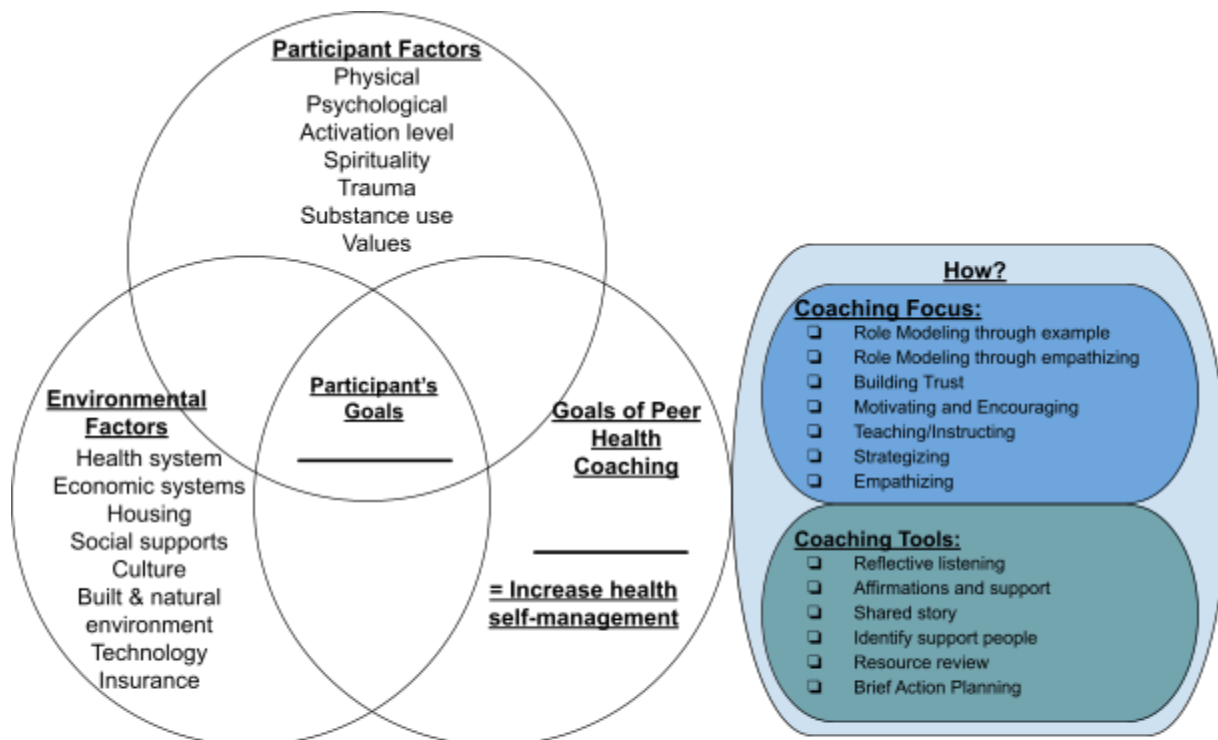 Participant Factors
Physical
Psychological
Activation level
Spirituality
Trauma
Substance use
Values
Environmental
Factors
Health system
Economic systems
Housing
Social supports
Culture
Built & natural
environment
Technology
Insurance
Participant's
Goals
Goals of Peer
Health
Coaching
= Increase health
self-management
How?
Coaching Focus:
❏ Role Modeling through example
❏ Role Modeling through empathizing
❏ Building Trust
❏ Motivating and Encouraging
❏ Teaching/Instructing
❏ Strategizing
❏ Empathizing
Coaching Tools:
❏ Reflective listening
❏ Affirmations and support
❏ Shared story
❏ Identify support people
❏ Resource review
❏ Brief Action Planning